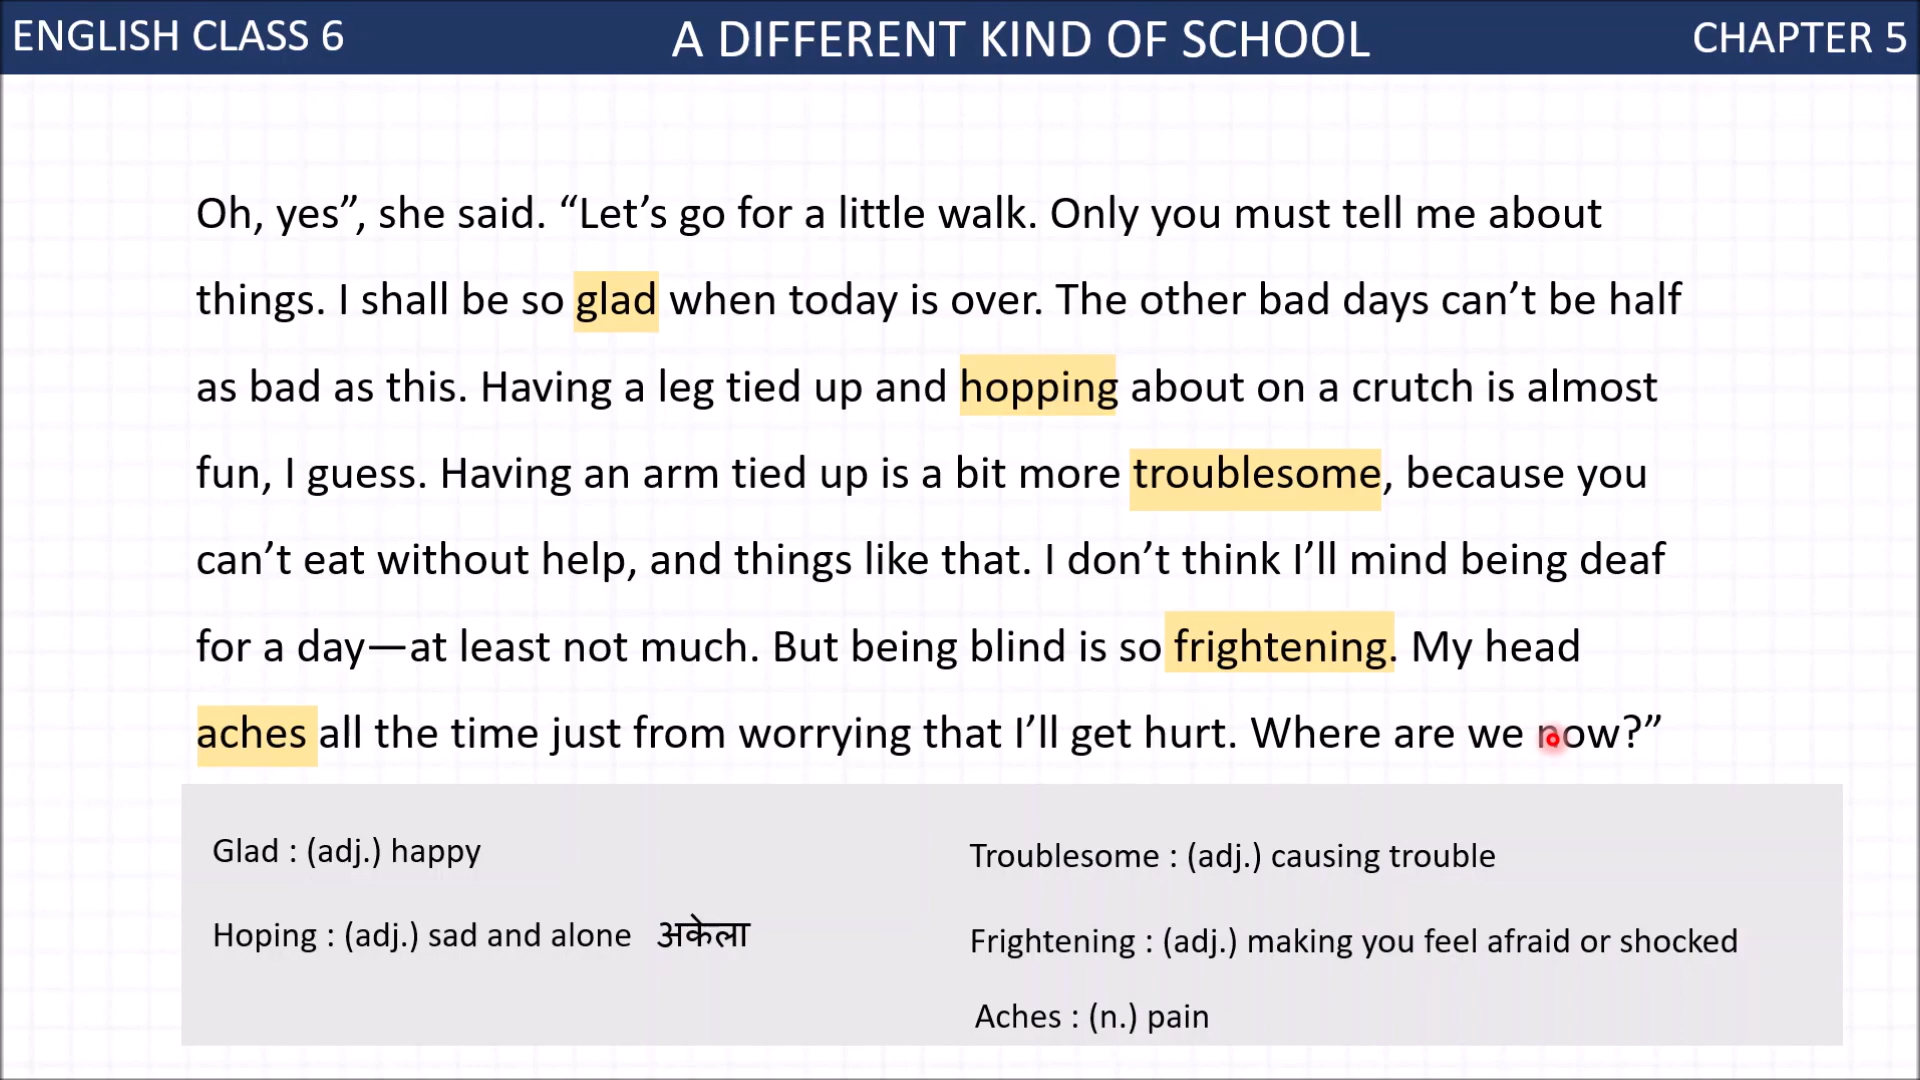 ENGLISH CLASS 6
A DIFFERENT KIND OF SCHOOL
CHAPTER 5
Oh, yes”, she said. “Let’s go for a little walk. Only you must tell me about
things. I shall be so glad when today is over. The other bad days can’t be half
as bad as this. Having a leg tied up and hopping about on a crutch is almost
fun, I guess. Having an arm tied up is a bit more troublesome, because you
can’t eat without help, and things like that. I don’t think I’ll mind being deaf
for a day—at least not much. But being blind is so frightening. My head
aches all the time just from worrying that I’ll get hurt. Where are we now?”
Glad : (adj.) happy
Hoping : (adj.) sad and alone अकेला
Troublesome : (adj.) causing trouble
Frightening : (adj.) making you feel afraid or shocked
Aches : (n.) pain